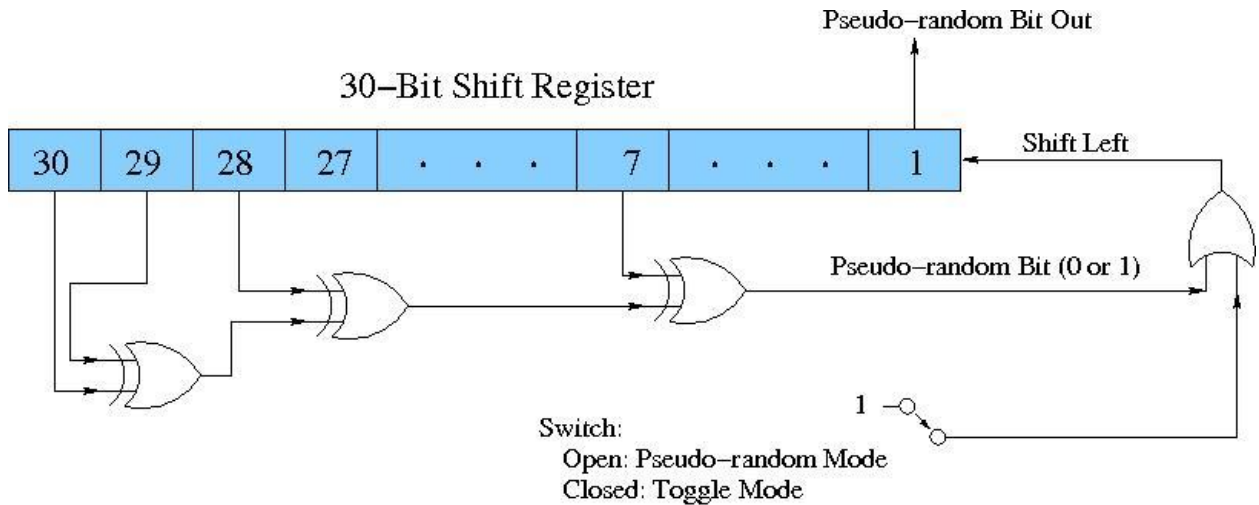 Pseudo-random Bit Out
30-Bit Shift Register
30 29 28 27 . . . 7 . . . 1
Shift Left
Pseudo-random Bit (0 or 1)
1
Switch:
Open: Pseudo-random Mode
Closed: Toggle Mode